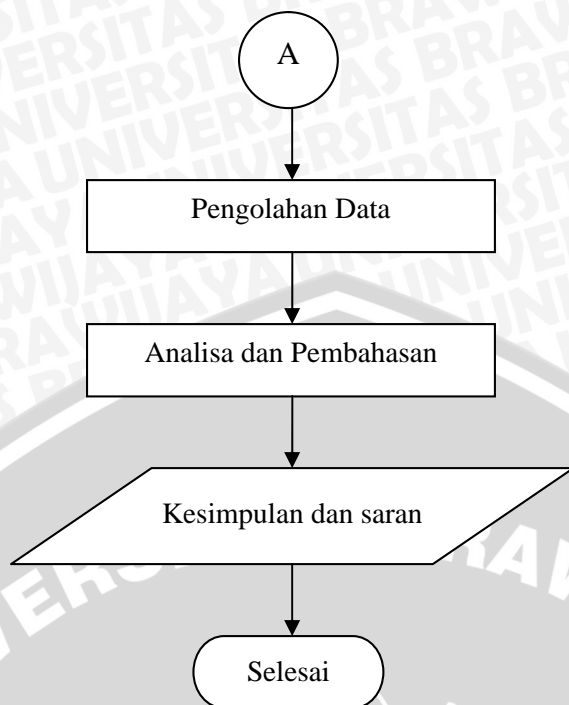 A
Pengolahan Data
Analisa dan Pembahasan
Kesimpulan dan saran
Selesai